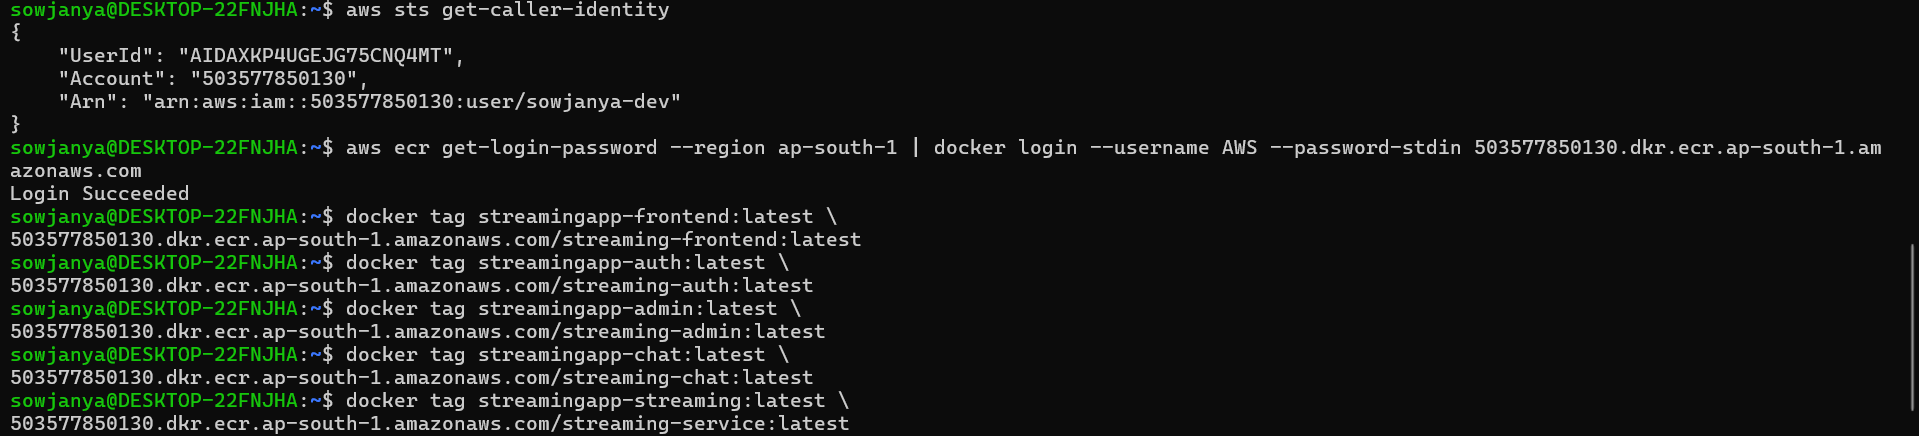 sowjanya@DESKTOP-22FNJHA:~$ aws sts get-caller-identity
{
    "UserId": "AIDAXKP4UGEJG75CNQ4MT",
    "Account": "503577850130",
    "Arn": "arn:aws:iam::503577850130:user/sowjanya-dev"
}
sowjanya@DESKTOP-22FNJHA:~$ aws ecr get-login-password --region ap-south-1 | docker login --username AWS --password-stdin 503577850130.dkr.ecr.ap-south-1.am
azonaws.com
Login Succeeded
sowjanya@DESKTOP-22FNJHA:~$ docker tag streamingapp-frontend:latest \
503577850130.dkr.ecr.ap-south-1.amazonaws.com/streaming-frontend:latest
sowjanya@DESKTOP-22FNJHA:~$ docker tag streamingapp-auth:latest \
503577850130.dkr.ecr.ap-south-1.amazonaws.com/streaming-auth:latest
sowjanya@DESKTOP-22FNJHA:~$ docker tag streamingapp-admin:latest \
503577850130.dkr.ecr.ap-south-1.amazonaws.com/streaming-admin:latest
sowjanya@DESKTOP-22FNJHA:~$ docker tag streamingapp-chat:latest \
503577850130.dkr.ecr.ap-south-1.amazonaws.com/streaming-chat:latest
sowjanya@DESKTOP-22FNJHA:~$ docker tag streamingapp-streaming:latest \
503577850130.dkr.ecr.ap-south-1.amazonaws.com/streaming-service:latest